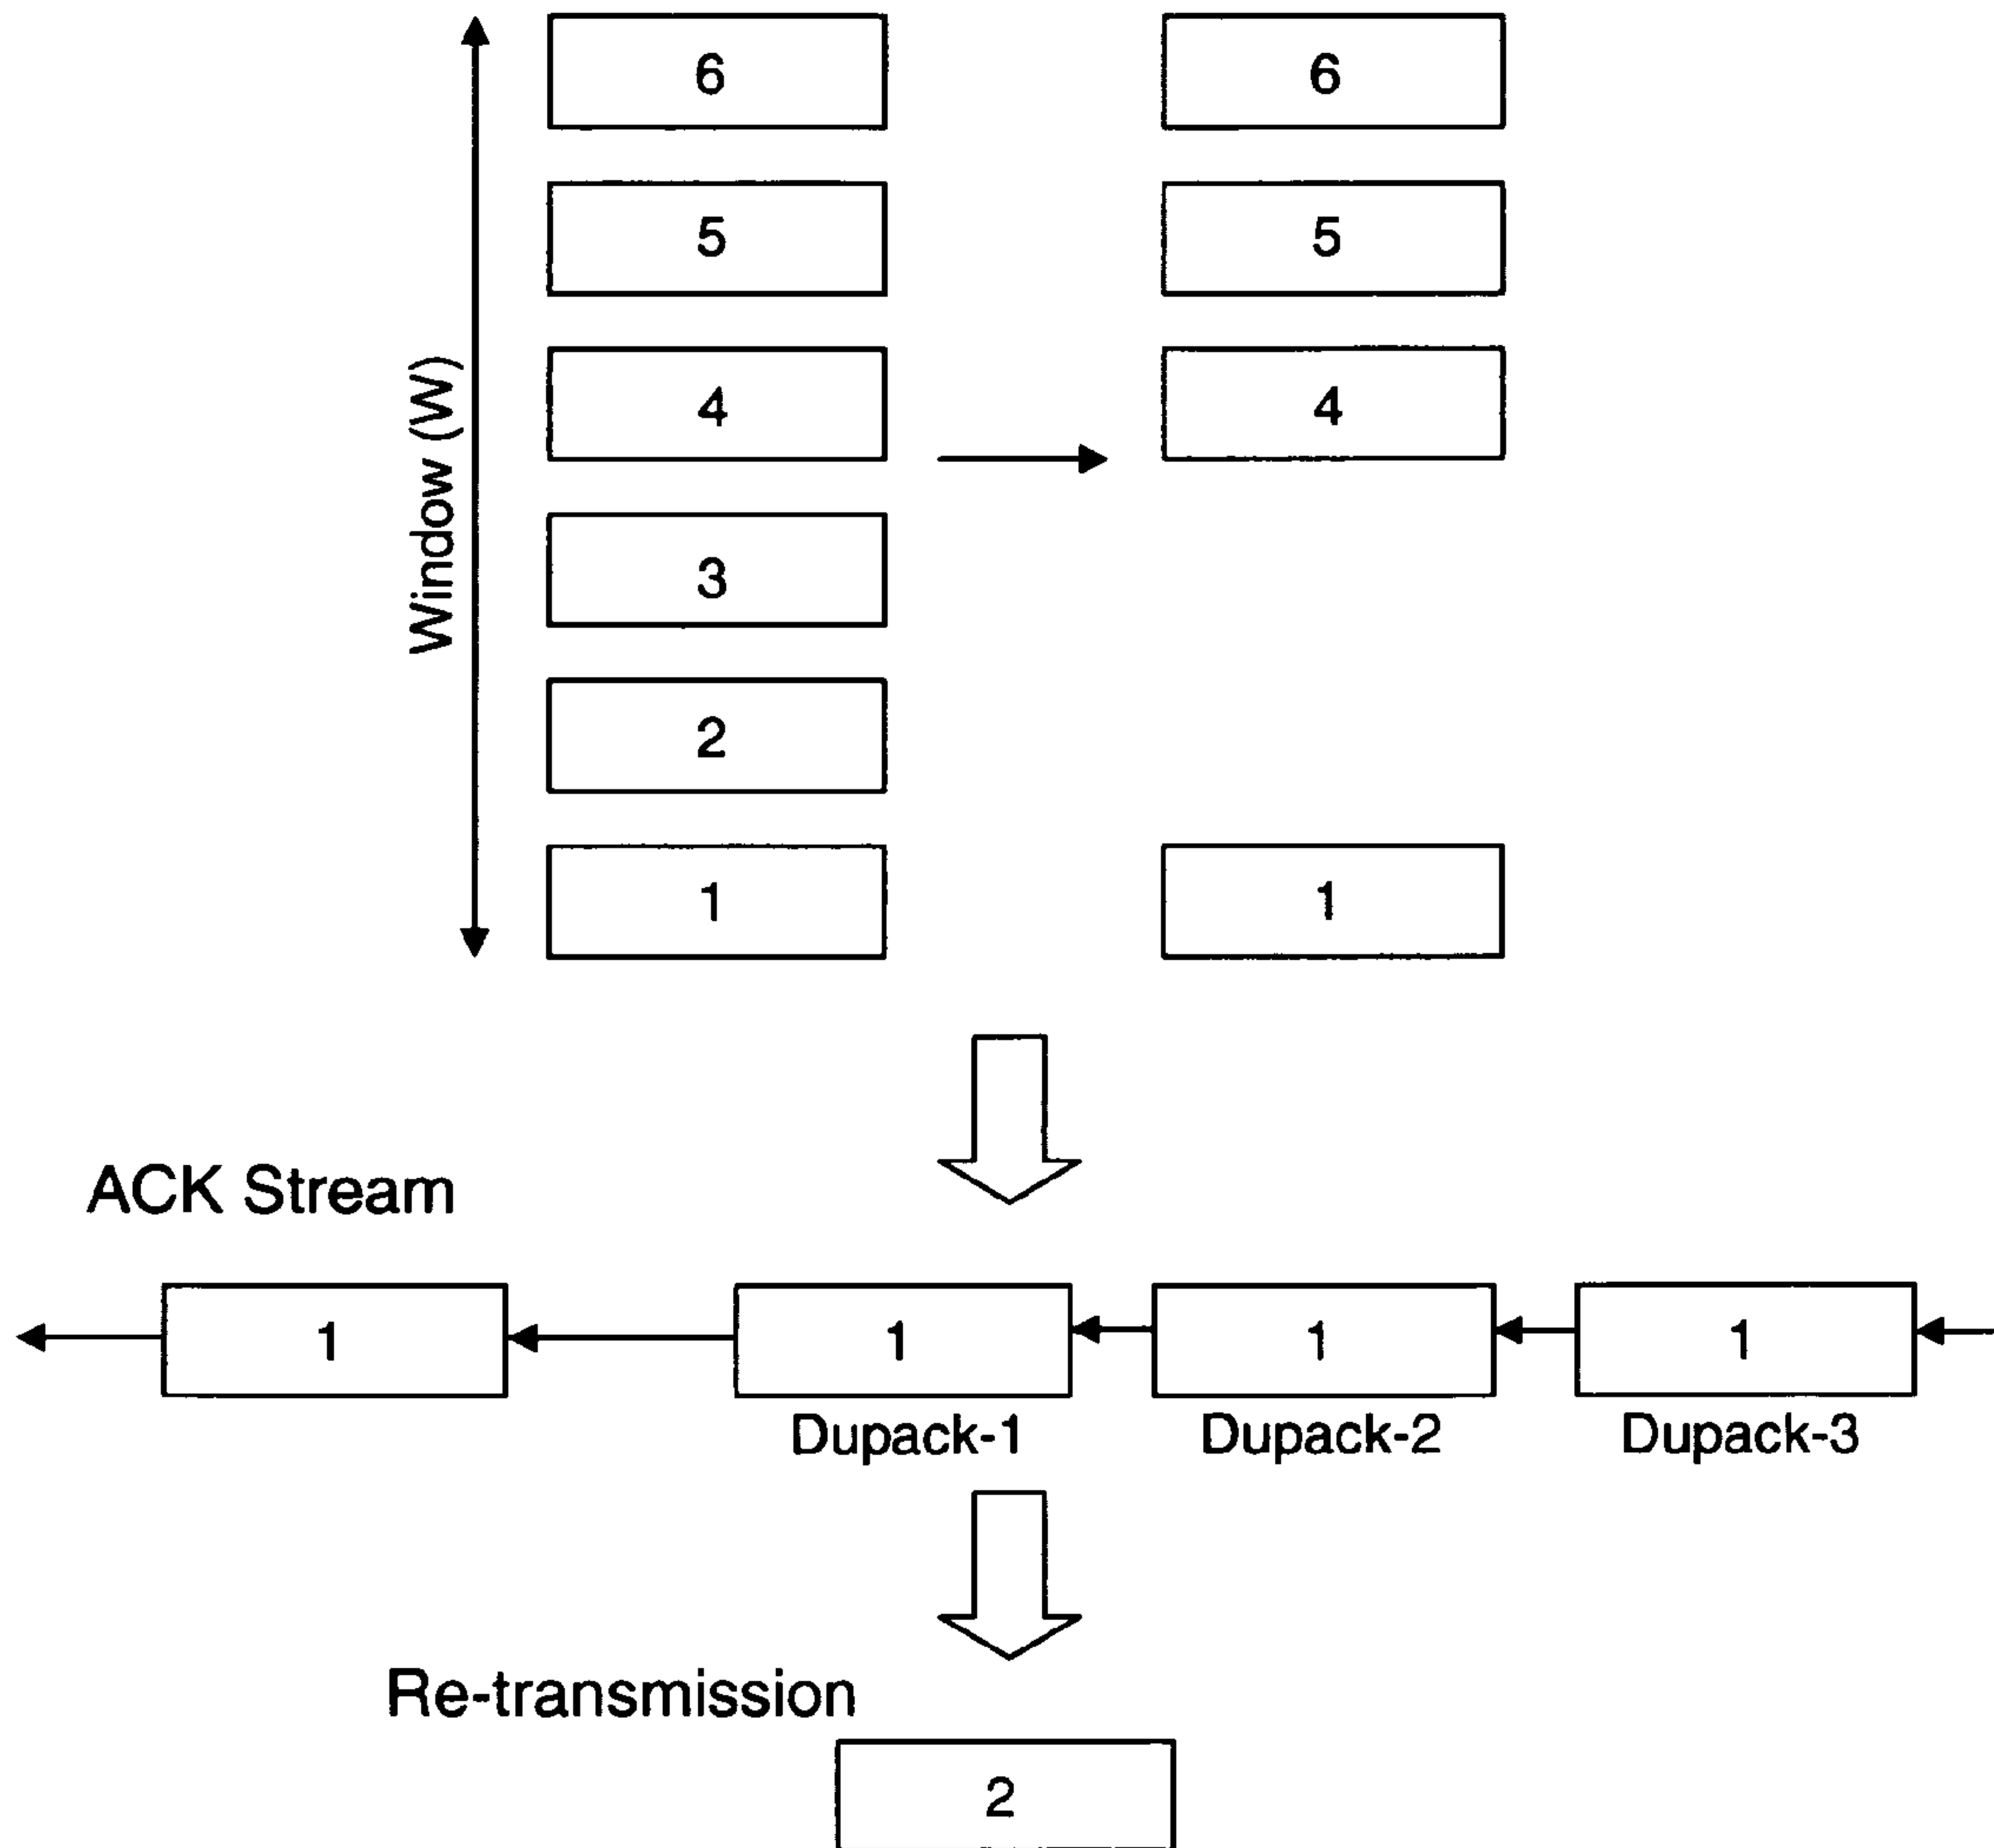 6 6
5 5
Window (W)
4 4
3
2
1 1
ACK Stream
1 1 1 1
Dupack-1 Dupack-2 Dupack-3
Re-transmission
2